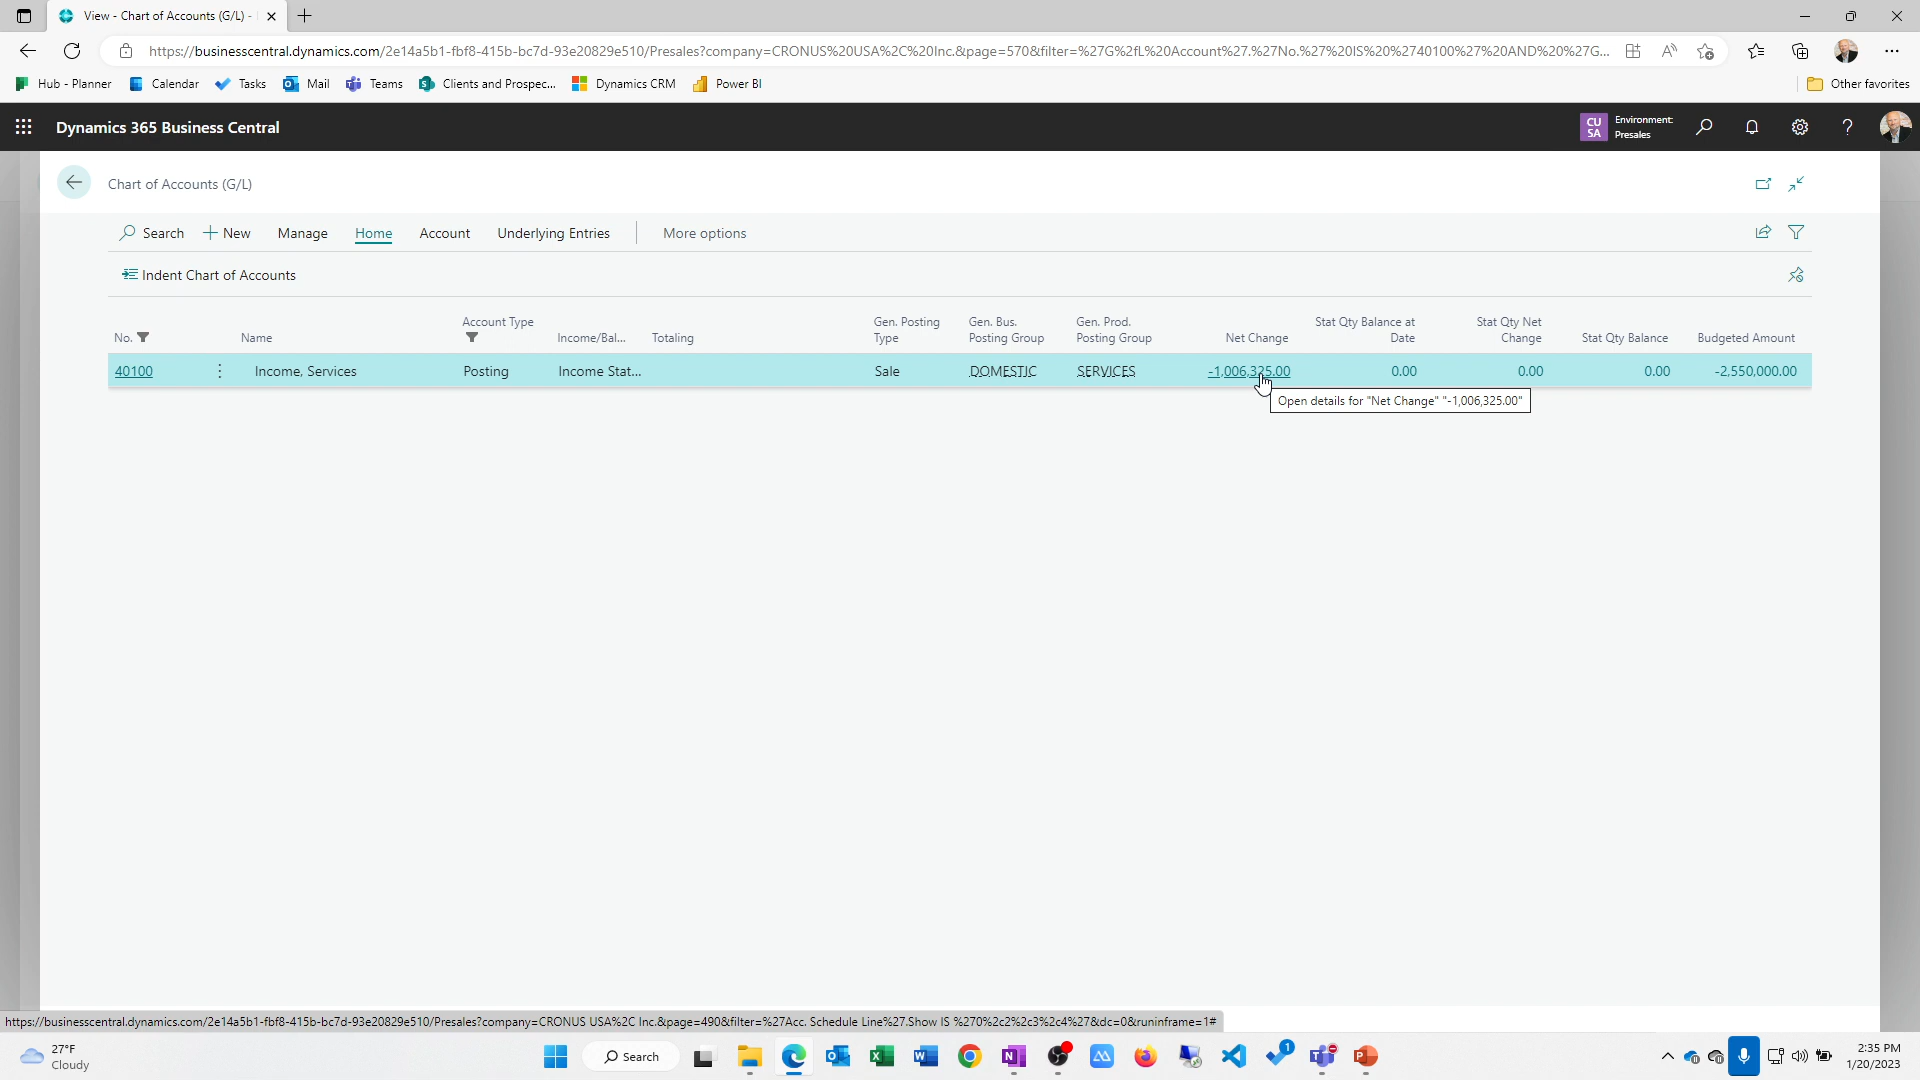 View - Chart of Accounts (G/L) -
https://businesscentral.dynamics.com/2e14a5b1-fbf8-415b-bc7d-93e20829e510/Presales?company=CRONUS%20USA%2C%20Inc.&page=570&filter=%27G%2fL%20Account%27.%27No.%27%20IS%20%2740100%27%20AND%20%27G...
Hub - Planner Calendar Tasks Mail Teams Clients and Prospec... Dynamics CRM Power BI Other favorites
Dynamics 365 Business Central
CU
SA
Environment:
Presales
Chart of Accounts (G/L)
Search New Manage Home Account Underlying Entries More options
Indent Chart of Accounts
Account Type Gen. Posting Gen. Bus. Gen. Prod. Stat Qty Balance at Stat Qty Net
No. Name Income/Bal... Totaling Type Posting Group Posting Group Net Change Date Change Stat Qty Balance Budgeted Amount
40100 Income, Services Posting Income Stat... Sale DOMESTIC SERVICES -1,006,325.00 0.00 0.00 0.00 -2,550,000.00
Open details for "Net Change" "-1,006,325.00"
https://businesscentral.dynamics.com/2e14a5b1-fbf8-415b-bc7d-93e20829e510/Presales?company=CRONUS USA%2C Inc.&page=490&filter=%27Acc. Schedule Line%27.Show IS %270%2c2%2c3%2c4%27&dc=0&runinframe=1#
27°F
Cloudy
Search
1
2:35 PM
1/20/2023